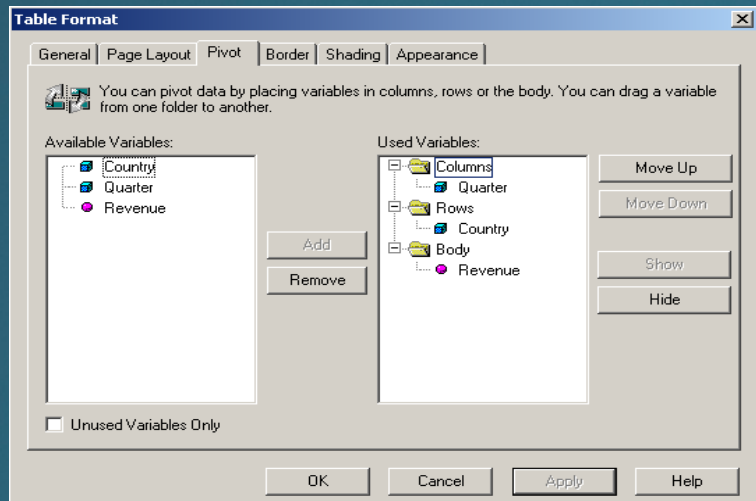 Table Format
General Page Layout Pivot Border Shading Appearance
You can pivot data by placing variables in columns, rows or the body. You can drag a variable
from one folder to another.
Available Variables:
Country
Quarter
Revenue
Add
Remove
Used Variables:
Columns
Quarter
Rows
Country
Body
Revenue
Move Up
Move Down
Show
Hide
Unused Variables Only
OK Cancel Apply Help